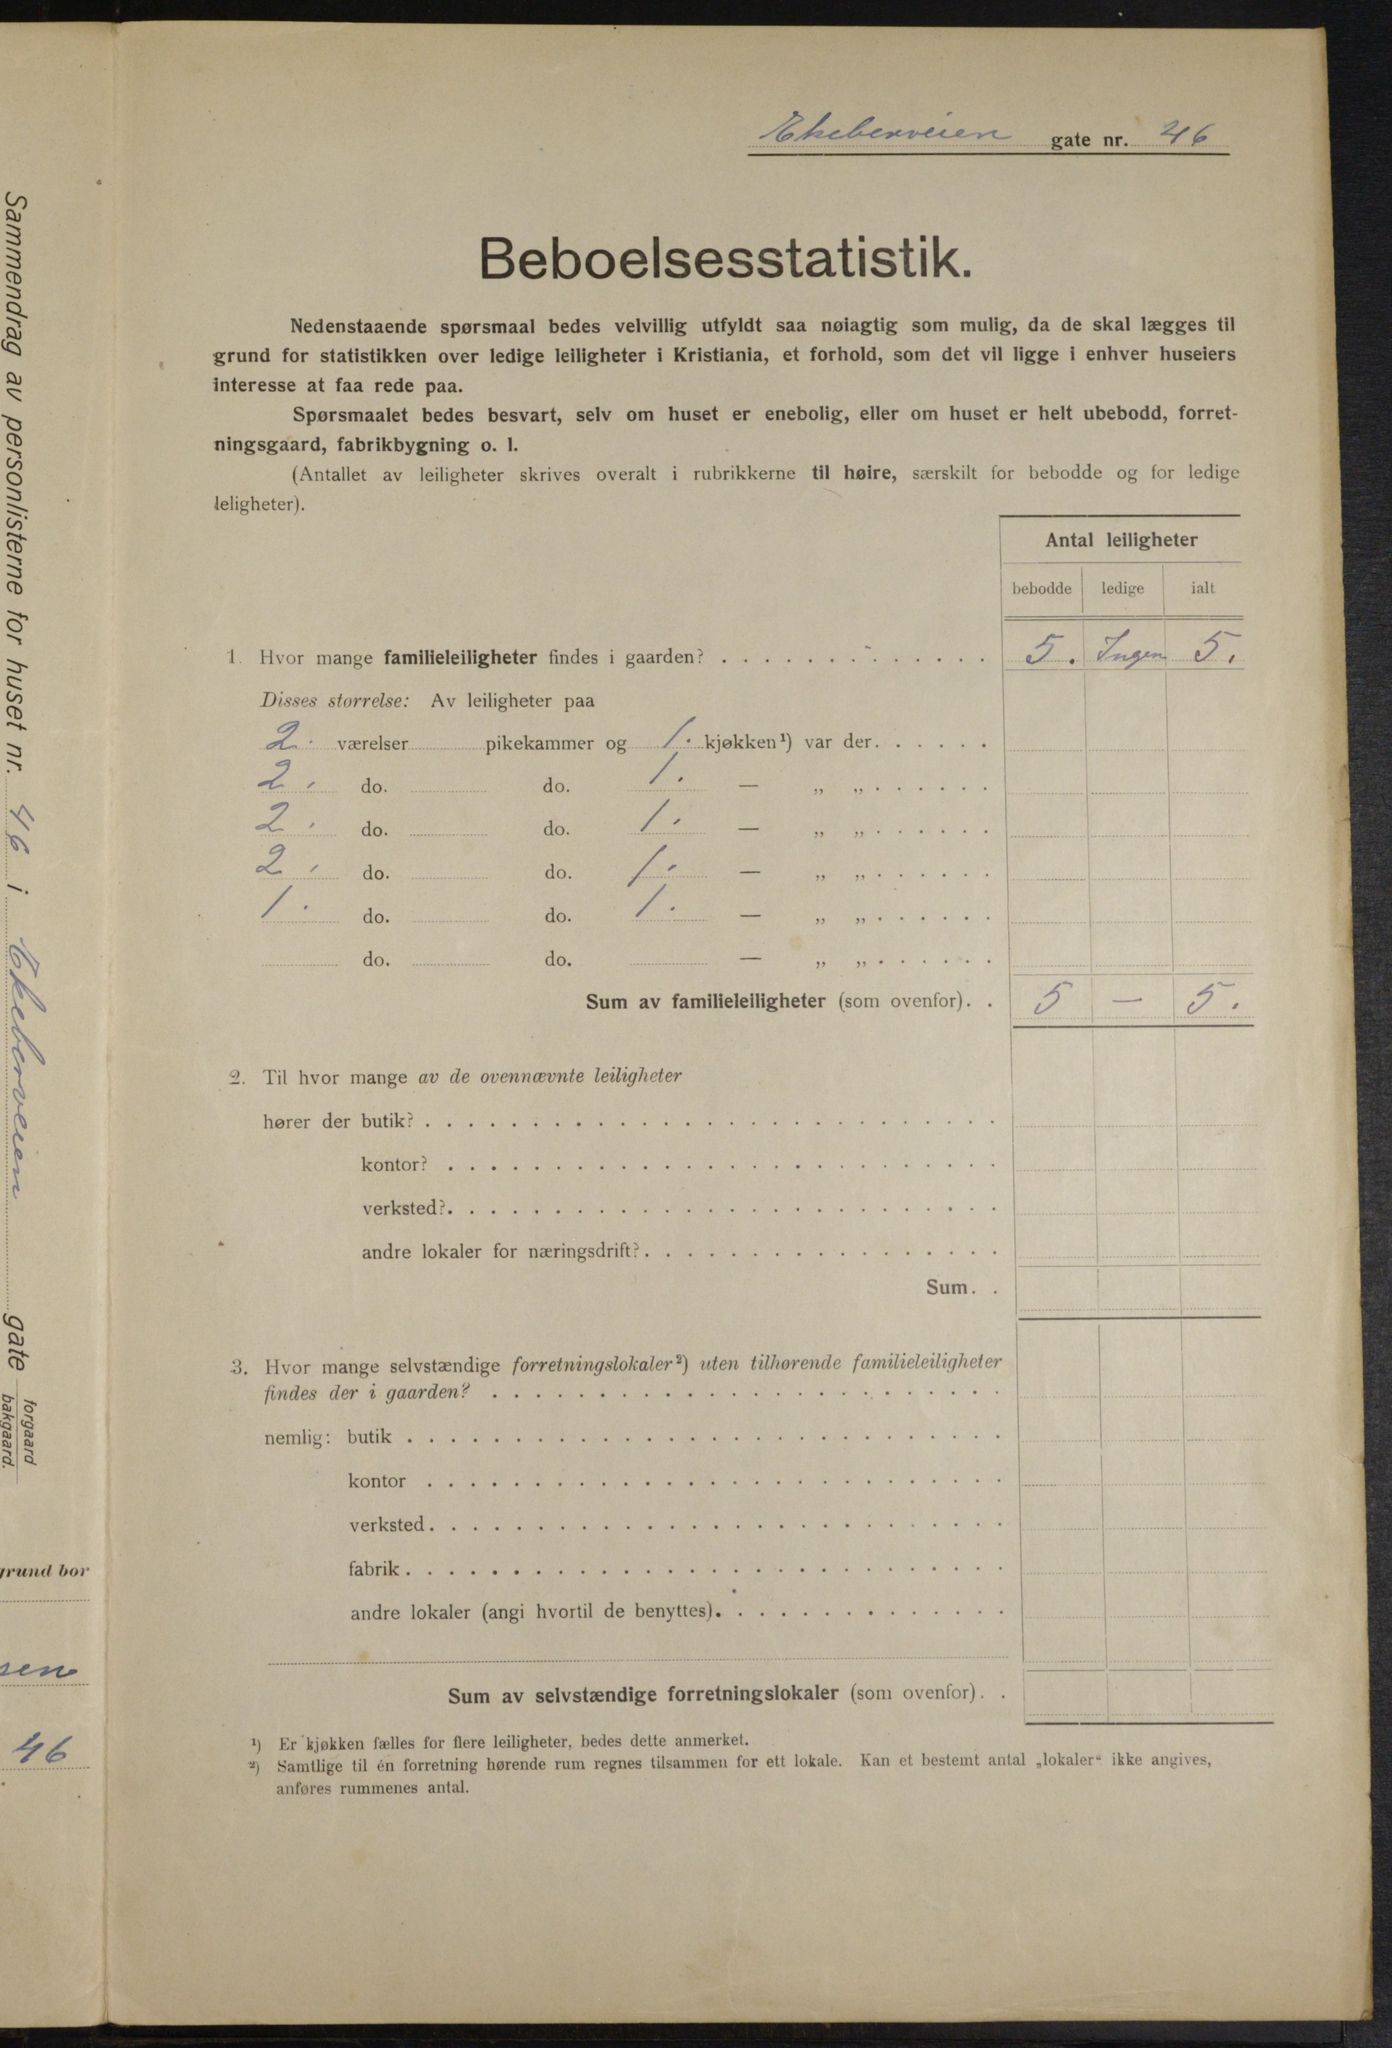 Ekeberveien gate nr. 46
Beboelsesstatistik.
Nedenstaaende spørsmaal bedes velvillig utfyldt saa nøiagtig som mulig, da de skal lægges til
grund for statistikken over ledige leiligheter i Kristiania, et forhold, som det vil ligge i enhver huseiers
interesse at faa rede paa.
Spørsmaalet bedes besvart, selv om huset er enebolig, eller om huset er helt ubebodd, forret-
ningsgaard, fabrikbygning o. l.
(Antallet av leiligheter skrives overalt i rubrikkerne til høire, særskilt for bebodde og for ledige
leligheter).
Antal leiligheter
bebodde ledige ialt
1. Hvor mange familieleiligheter findes i gaarden? . . . . . . . . . . . . . 5. Ingen 5.
Disses størrelse: Av leiligheter paa
2. værelser pikekammer og 1. kjøkken¹) var der. . . . . .
2. do. do. 1. — „ „ . . . . . .
2. do. do. 1. — „ „ . . . . . .
2. do. do. 1. — „ „ . . . . . .
1. do. do. 1. — „ „ . . . . . .
do. do. — „ „ . . . . . .
Sum av familieleiligheter (som ovenfor). . 5 — 5.
2. Til hvor mange av de ovennævnte leiligheter
hører der butik? . . . . . . . . . . . . . . . . . . . . . .
kontor? . . . . . . . . . . . . . . . . . . . . .
verksted? . . . . . . . . . . . . . . . . . . . . .
andre lokaler for næringsdrift? . . . . . . . . . . . . . .
Sum. .
3. Hvor mange selvstændige forretningslokaler²) uten tilhørende familieleiligheter
findes der i gaarden? . . . . . . . . . . . . . . . . . . . .
nemlig: butik . . . . . . . . . . . . . . . . . . . . . . .
kontor . . . . . . . . . . . . . . . . . . . . . .
verksted . . . . . . . . . . . . . . . . . . . . . .
fabrik . . . . . . . . . . . . . . . . . . . . . . .
andre lokaler (angi hvortil de benyttes). . . . . . . . . . . .
Sum av selvstændige forretningslokaler (som ovenfor). .
¹) Er kjøkken fælles for flere leiligheter, bedes dette anmerket.
²) Samtlige til én forretning hørende rum regnes tilsammen for ett lokale. Kan et bestemt antal „lokaler“ ikke angives,
anføres rummenes antal.
Sammendrag av personlisterne for huset nr. 46 i Ekeberveien gate forgaard
bakgaard.
grund bor
sen
46